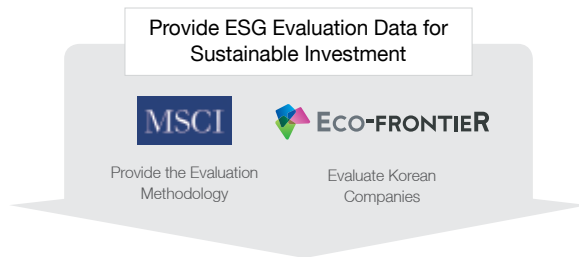 Provide ESG Evaluation Data for
Sustainable Investment
MSCI
ECO-FRONTIER
Provide the Evaluation
Methodology
Evaluate Korean
Companies